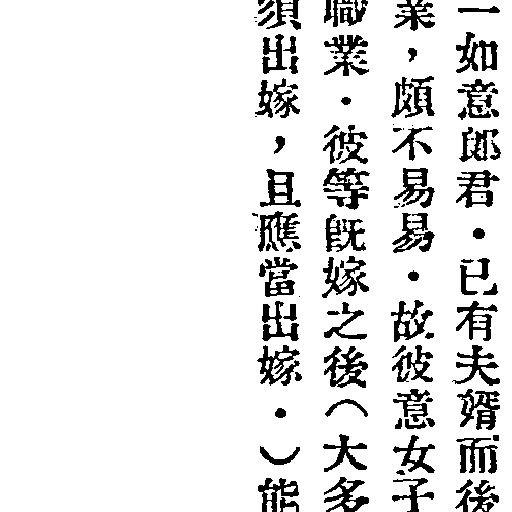 一如意郎君．已有夫婿而後
業，頗不易易．故彼意女子
職業．彼等旣嫁之後（大多
須出嫁，且應當出嫁．）能